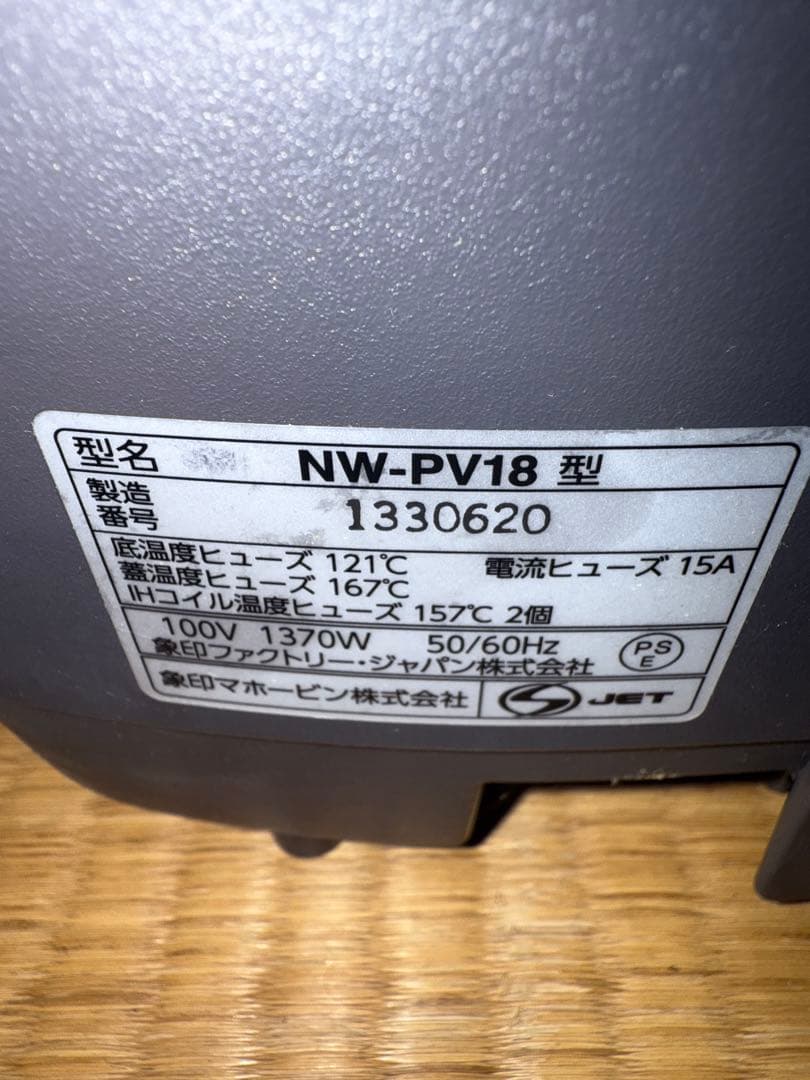 型名 NW-PV18 型
製造
番号 1330620
底温度ヒューズ 121℃ 電流ヒューズ 15A
蓋温度ヒューズ 167℃
IHコイル温度ヒューズ 157℃ 2個
100V 1370W 50/60Hz
象印ファクトリー・ジャパン株式会社 PSE
象印マホービン株式会社 JET